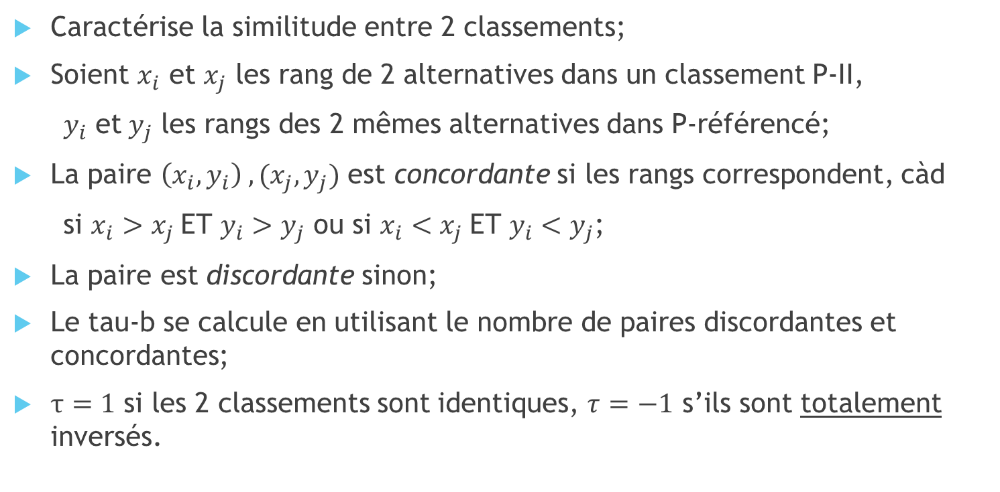 Caractérise la similitude entre 2 classements;
Soient $x_i$ et $x_j$ les rang de 2 alternatives dans un classement P-II,
$y_i$ et $y_j$ les rangs des 2 mêmes alternatives dans P-référencé;
La paire $(x_i, y_i), (x_j, y_j)$ est concordante si les rangs correspondent, càd
si $x_i > x_j$ ET $y_i > y_j$ ou si $x_i < x_j$ ET $y_i < y_j$;
La paire est discordante sinon;
Le tau-b se calcule en utilisant le nombre de paires discordantes et
concordantes;
$τ = 1$ si les 2 classements sont identiques, $τ = −1$ s’ils sont totalement
inversés.